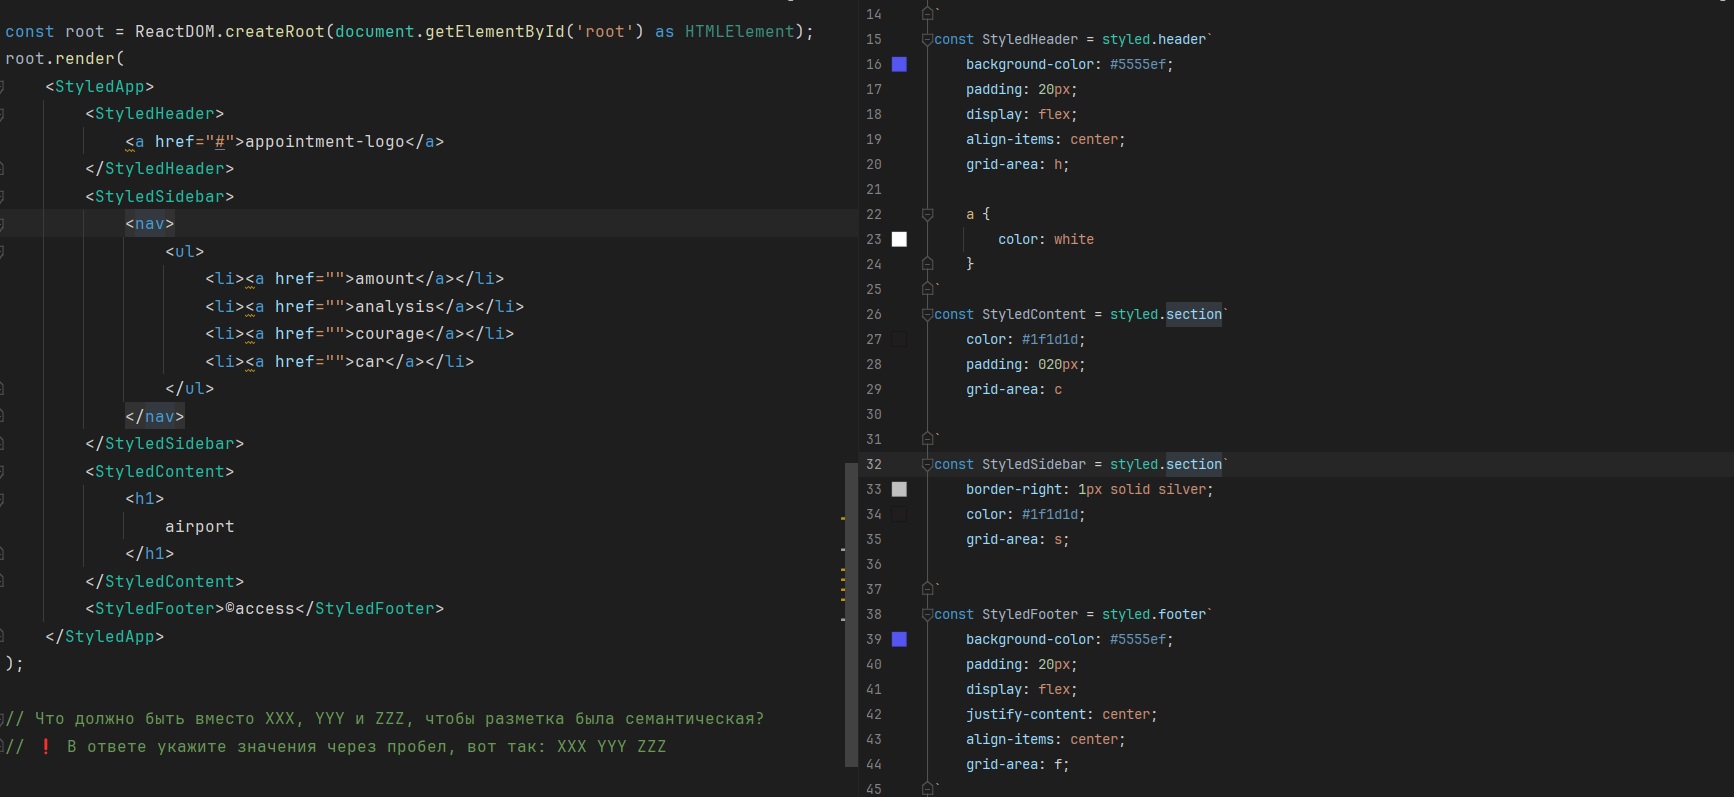 const root = ReactDOM.createRoot(document.getElementById('root') as HTMLElement);
root.render(
<StyledApp>
<StyledHeader>
<a href="#">appointment-logo</a>
</StyledHeader>
<StyledSidebar>
<nav>
<ul>
<li><a href="">amount</a></li>
<li><a href="">analysis</a></li>
<li><a href="">courage</a></li>
<li><a href="">car</a></li>
</ul>
</nav>
</StyledSidebar>
<StyledContent>
<h1>
airport
</h1>
</StyledContent>
<StyledFooter>©access</StyledFooter>
</StyledApp>
);
// Что должно быть вместо XXX, YYY и ZZZ, чтобы разметка была семантическая?
// ❗ В ответе укажите значения через пробел, вот так: XXX YYY ZZZ
14 `
15 const StyledHeader = styled.header`
16 background-color: #5555ef;
17 padding: 20px;
18 display: flex;
19 align-items: center;
20 grid-area: h;
21
22 a {
23 color: white
24 }
25 `
26 const StyledContent = styled.section`
27 color: #1f1d1d;
28 padding: 020px;
29 grid-area: c
30
31 `
32 const StyledSidebar = styled.section`
33 border-right: 1px solid silver;
34 color: #1f1d1d;
35 grid-area: s;
36
37 `
38 const StyledFooter = styled.footer`
39 background-color: #5555ef;
40 padding: 20px;
41 display: flex;
42 justify-content: center;
43 align-items: center;
44 grid-area: f;
45 `